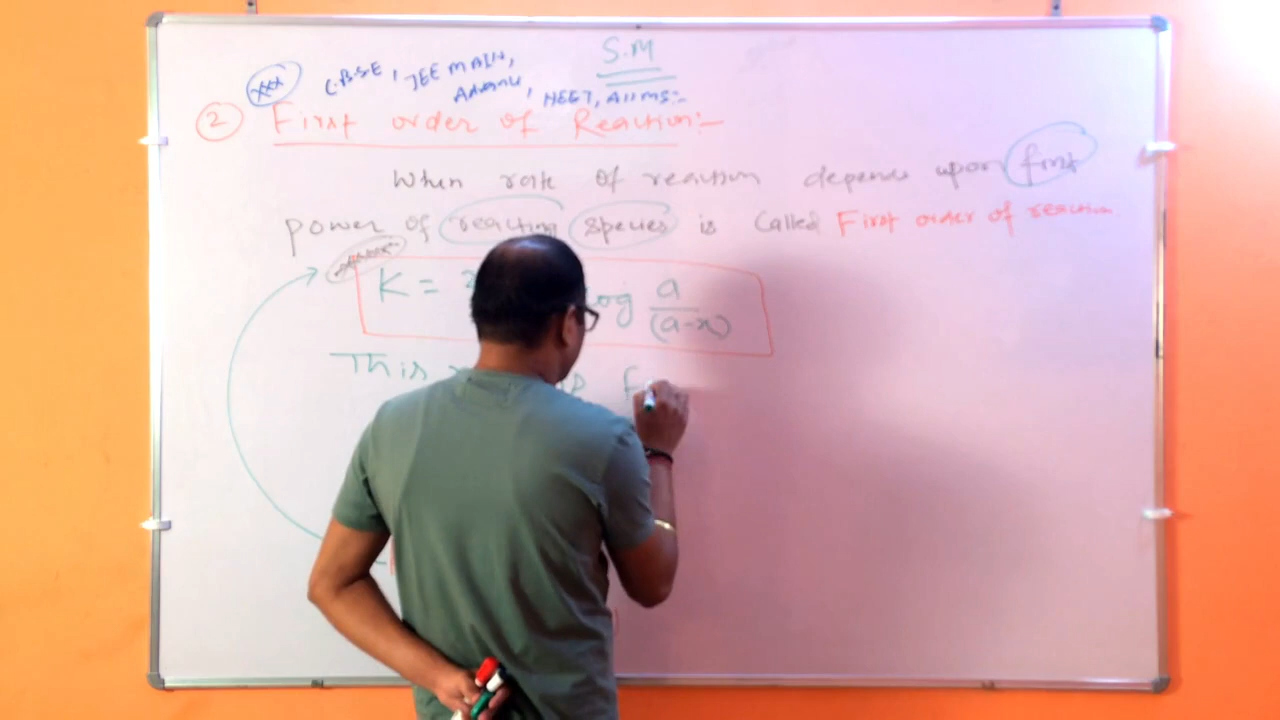 S.M
CBSE, JEE MAIN,
Advance, NEET, AIIMS:-
② First order of Reaction:-
When rate of reaction depends upon first
power of reacting species is Called First order of reaction
K = 2 log a/(a-x)
This